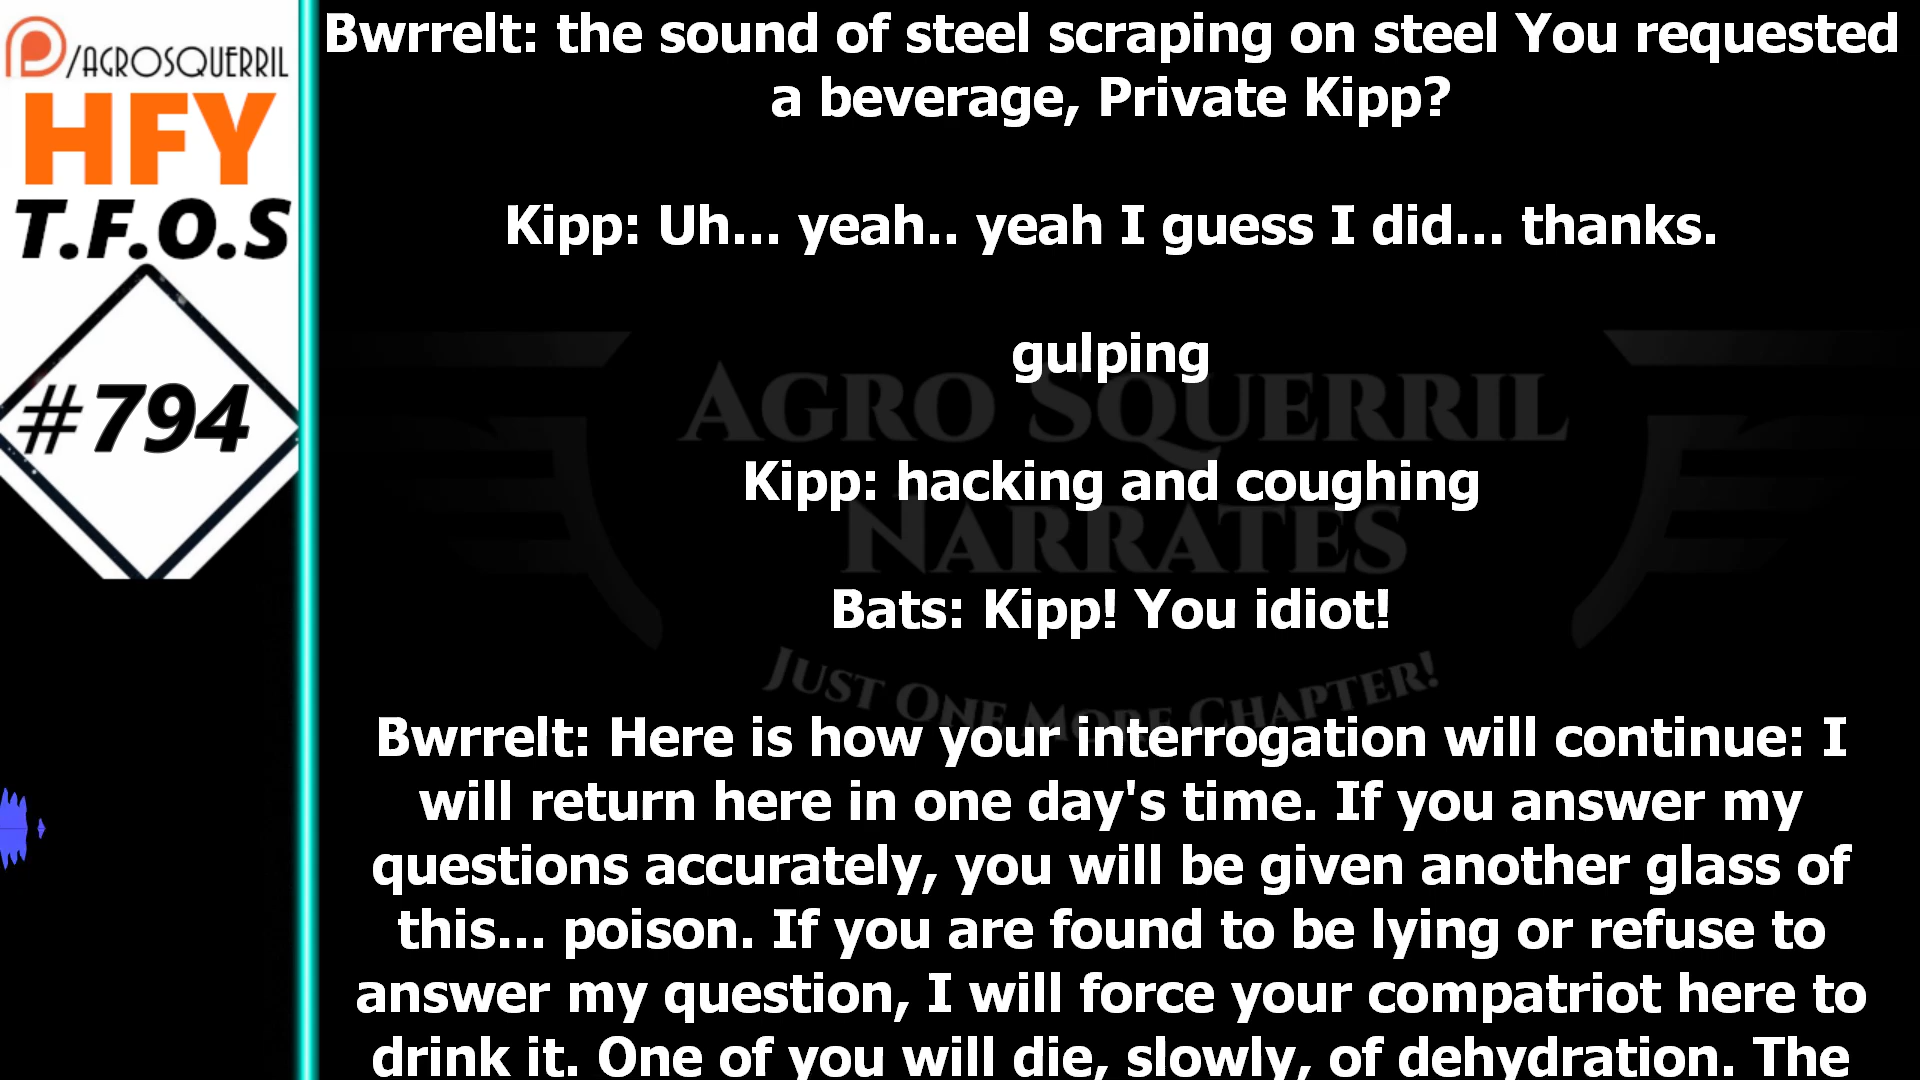 /AGROSQUERRIL
HFY
T.F.O.S
#794
Bwrrelt: the sound of steel scraping on steel You requested
a beverage, Private Kipp?
Kipp: Uh... yeah.. yeah I guess I did... thanks.
gulping
Kipp: hacking and coughing
Bats: Kipp! You idiot!
Bwrrelt: Here is how your interrogation will continue: I
will return here in one day's time. If you answer my
questions accurately, you will be given another glass of
this... poison. If you are found to be lying or refuse to
answer my question, I will force your compatriot here to
drink it. One of you will die, slowly, of dehydration. The
AGRO SQUERRIL
NARRATES
JUST ONE MORE CHAPTER!